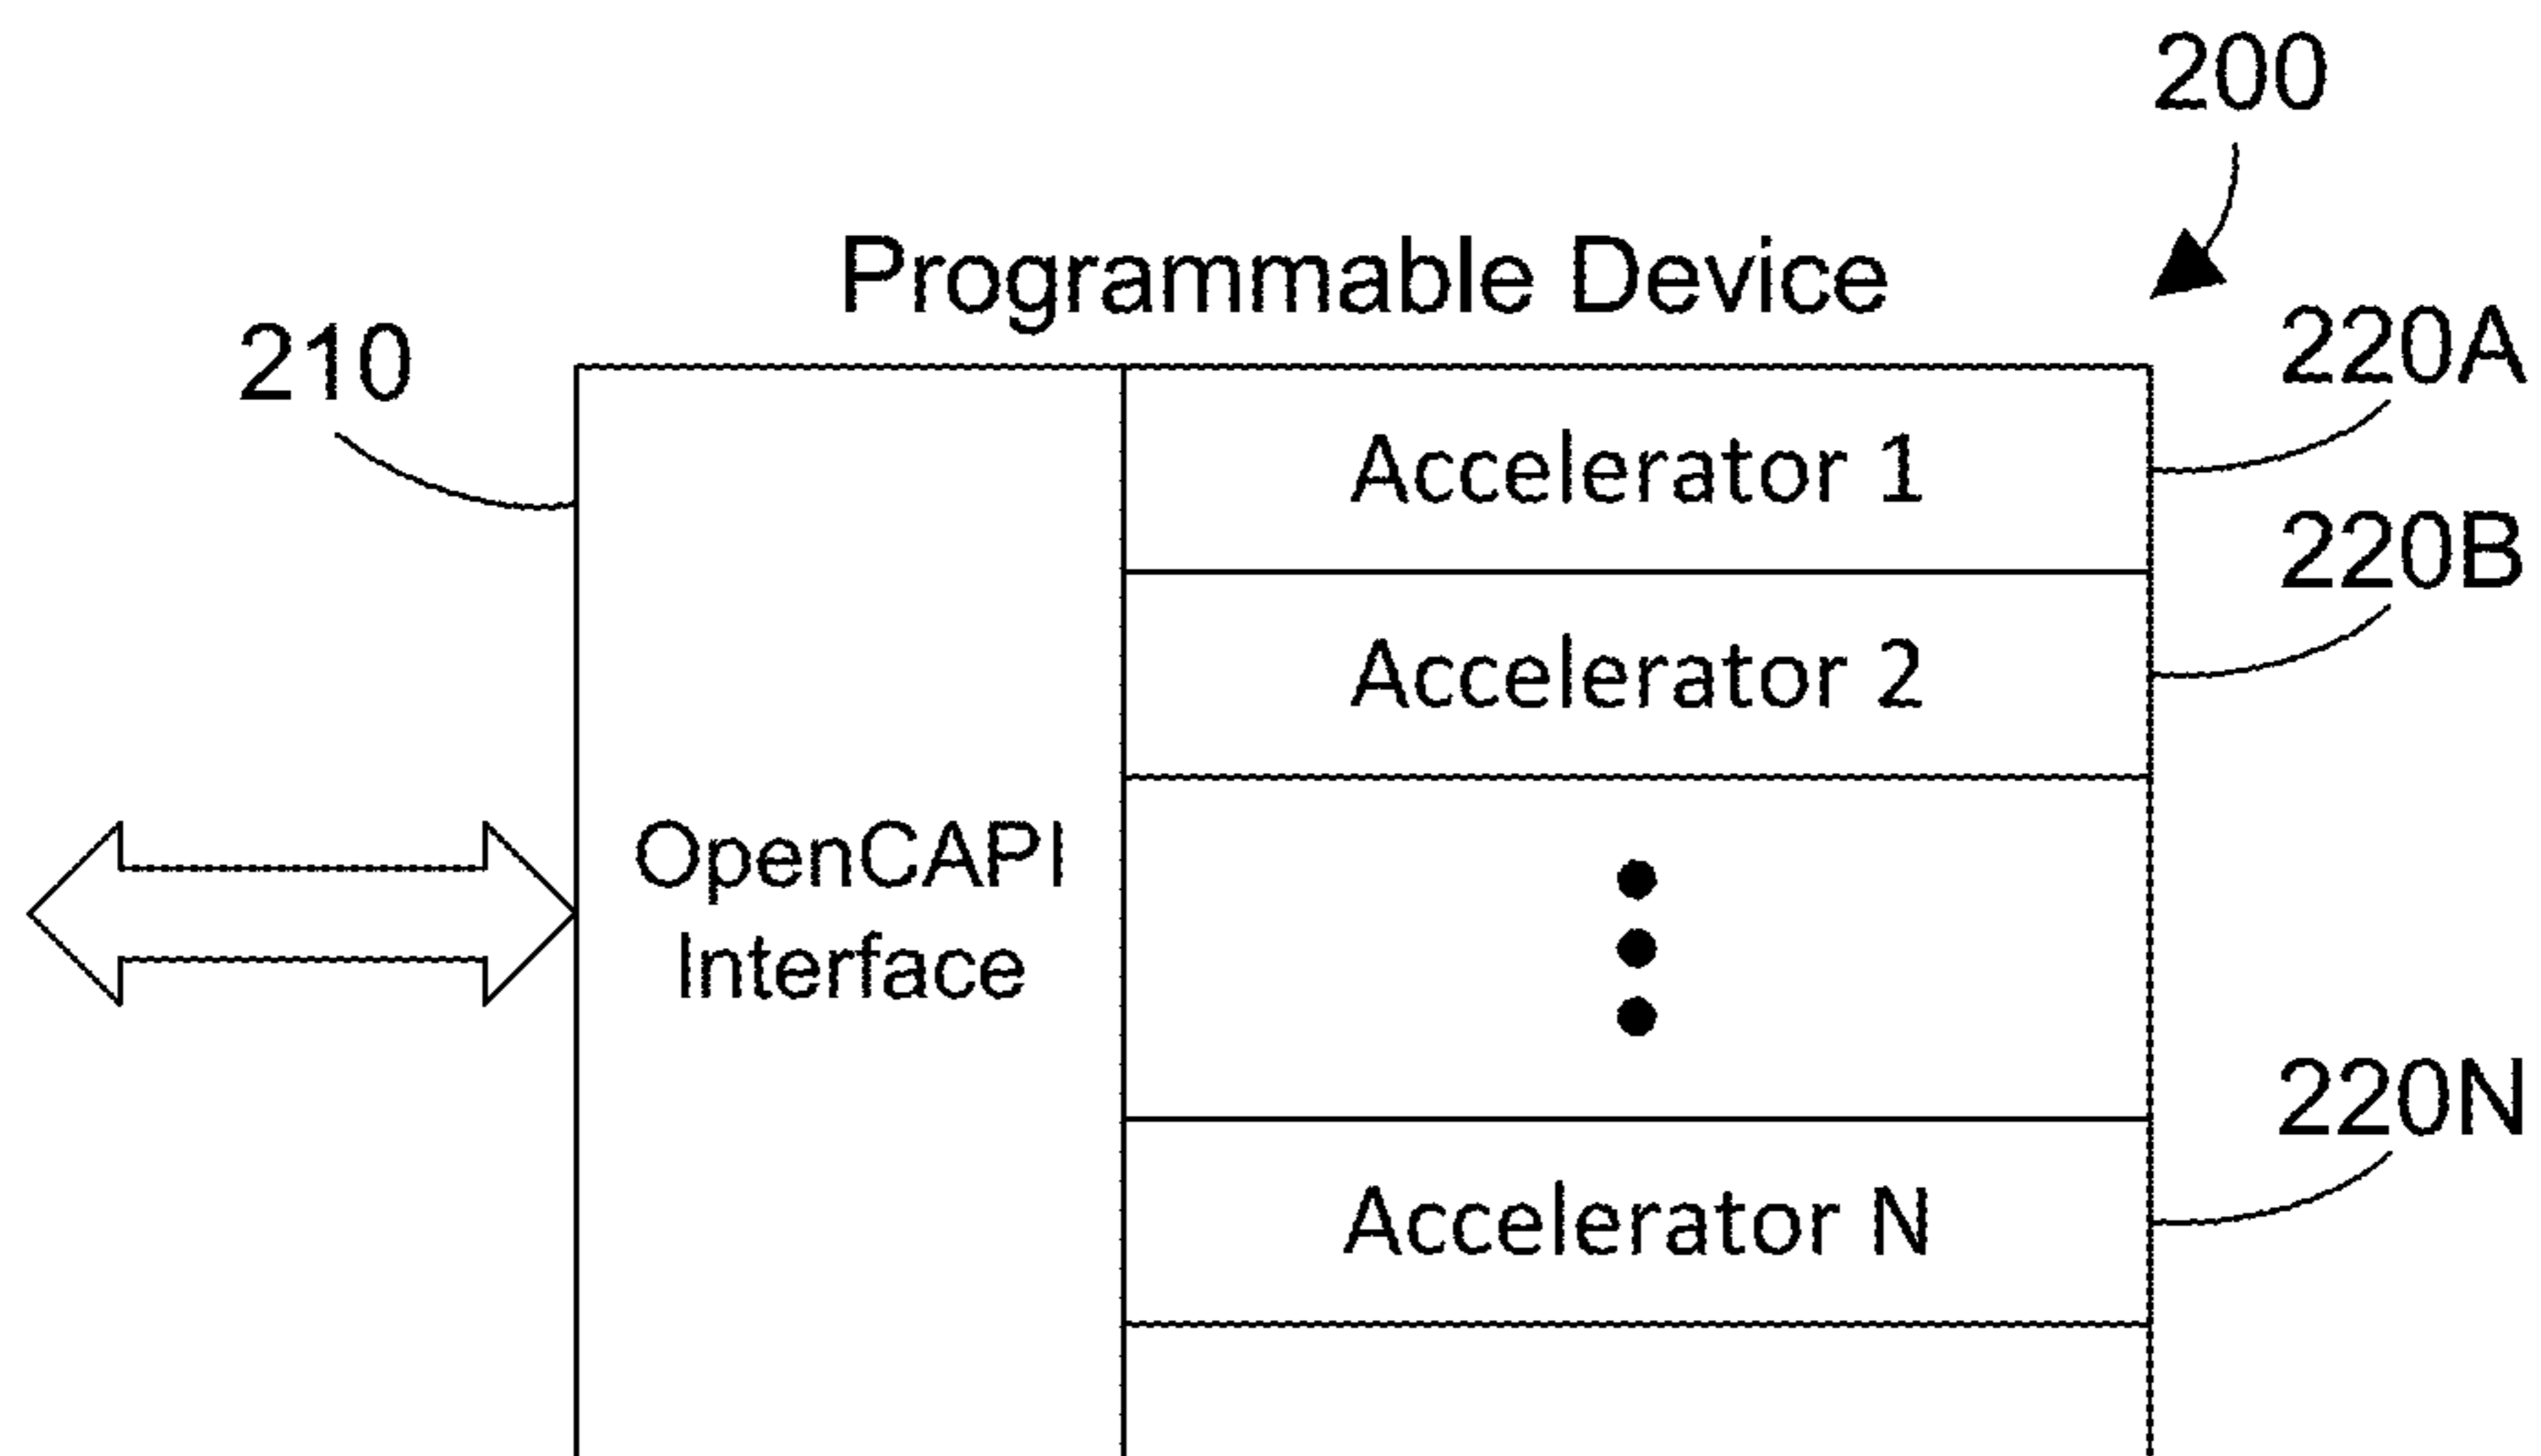 200
Programmable Device
210
220A
Accelerator 1
220B
Accelerator 2
OpenCAPI
Interface
220N
Accelerator N